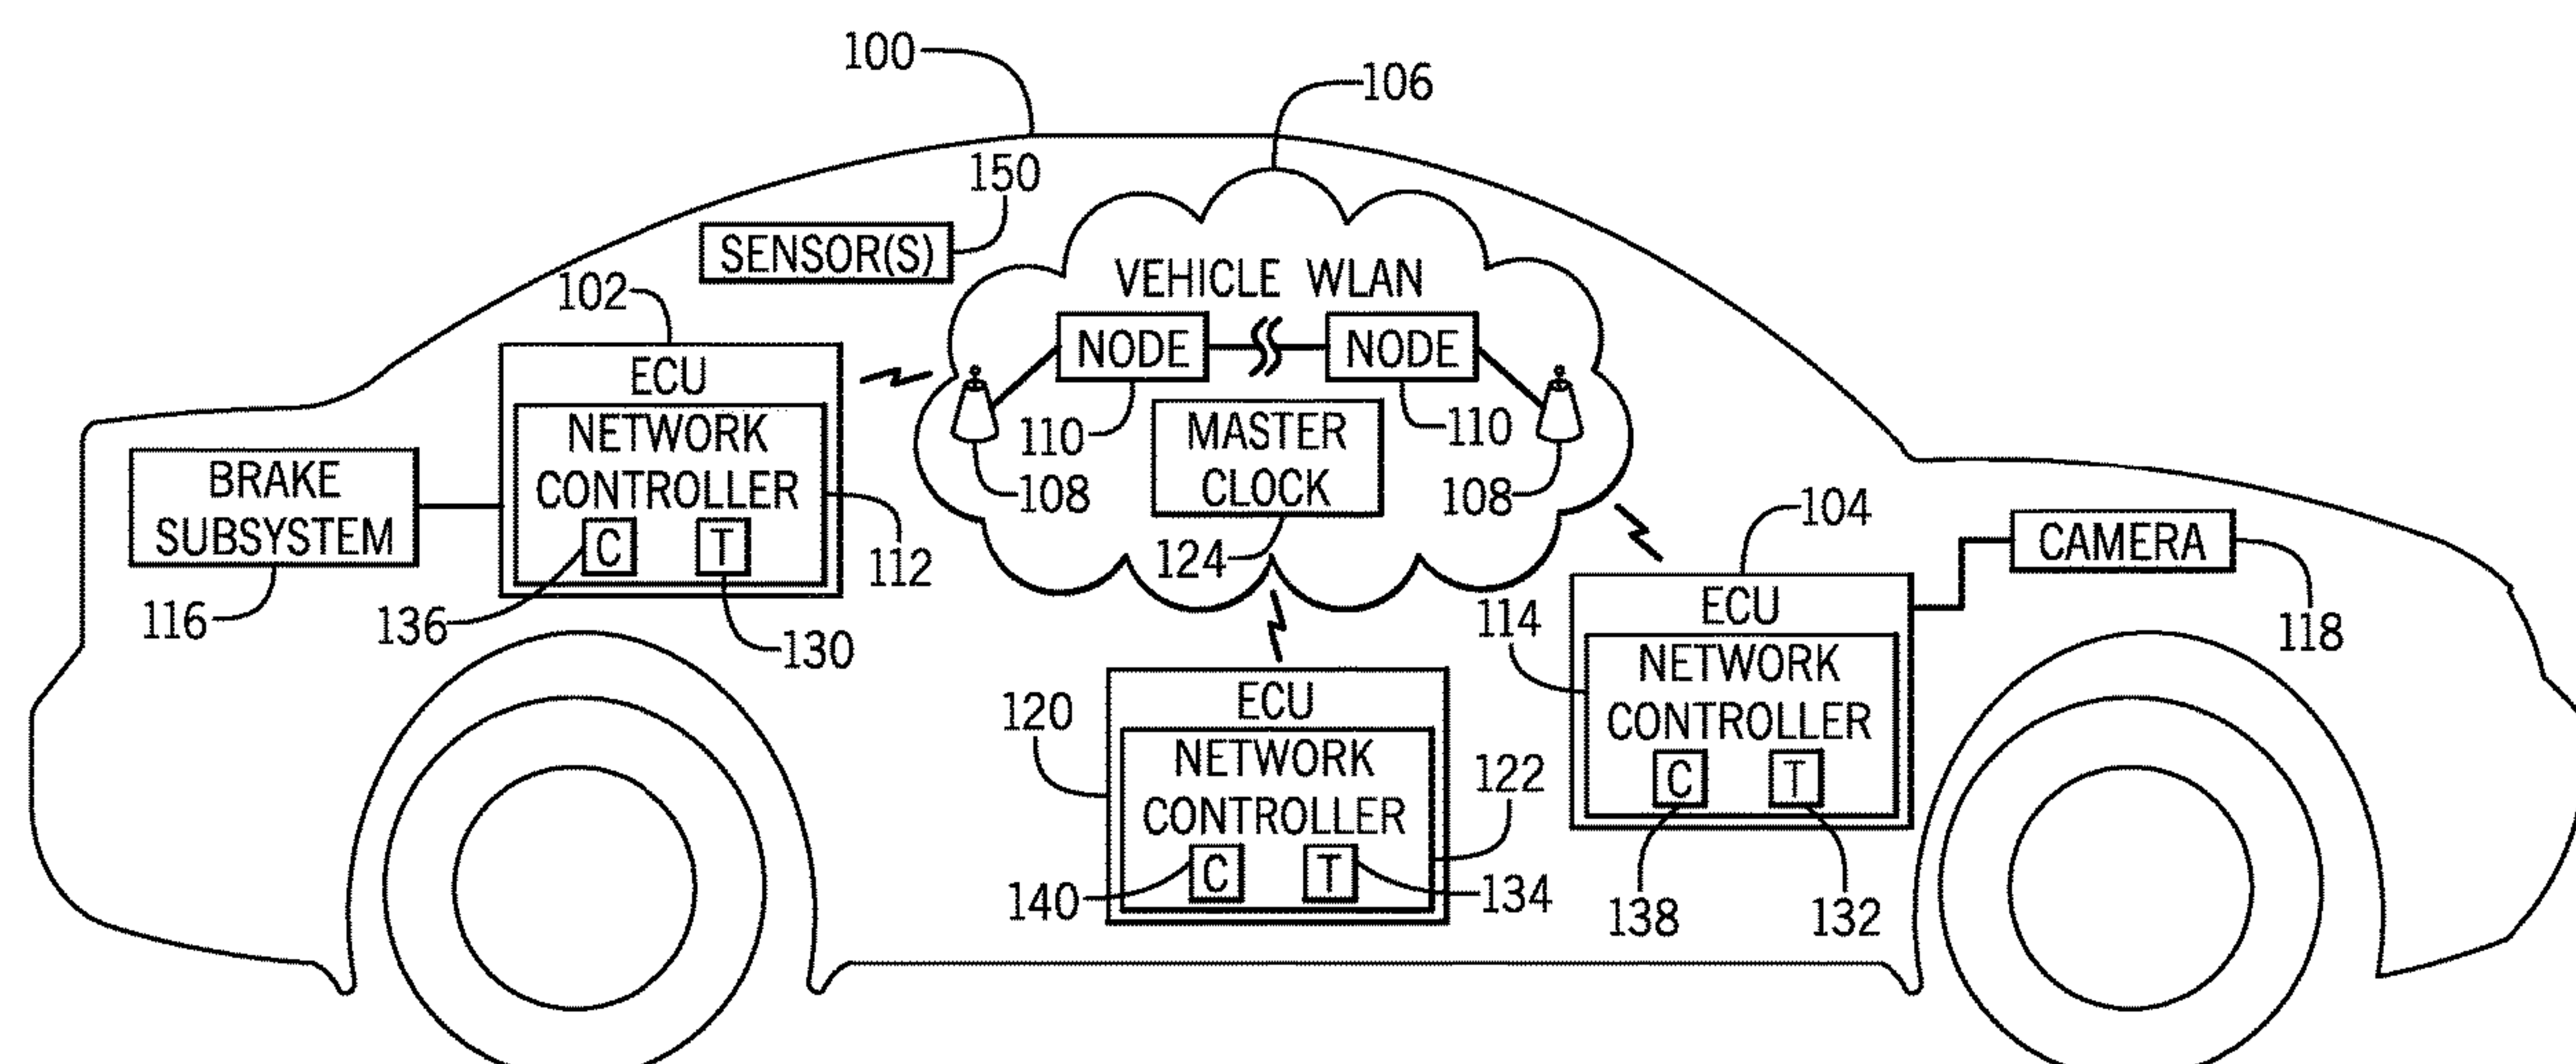 100
106
150
SENSOR(S)
VEHICLE WLAN
102
NODE
NODE
ECU
NETWORK
CONTROLLER
C
T
110
110
MASTER
CLOCK
108
108
124
BRAKE
SUBSYSTEM
112
116
136
130
104
CAMERA
118
114
ECU
NETWORK
CONTROLLER
C
T
138
132
120
ECU
NETWORK
CONTROLLER
C
T
122
140
134